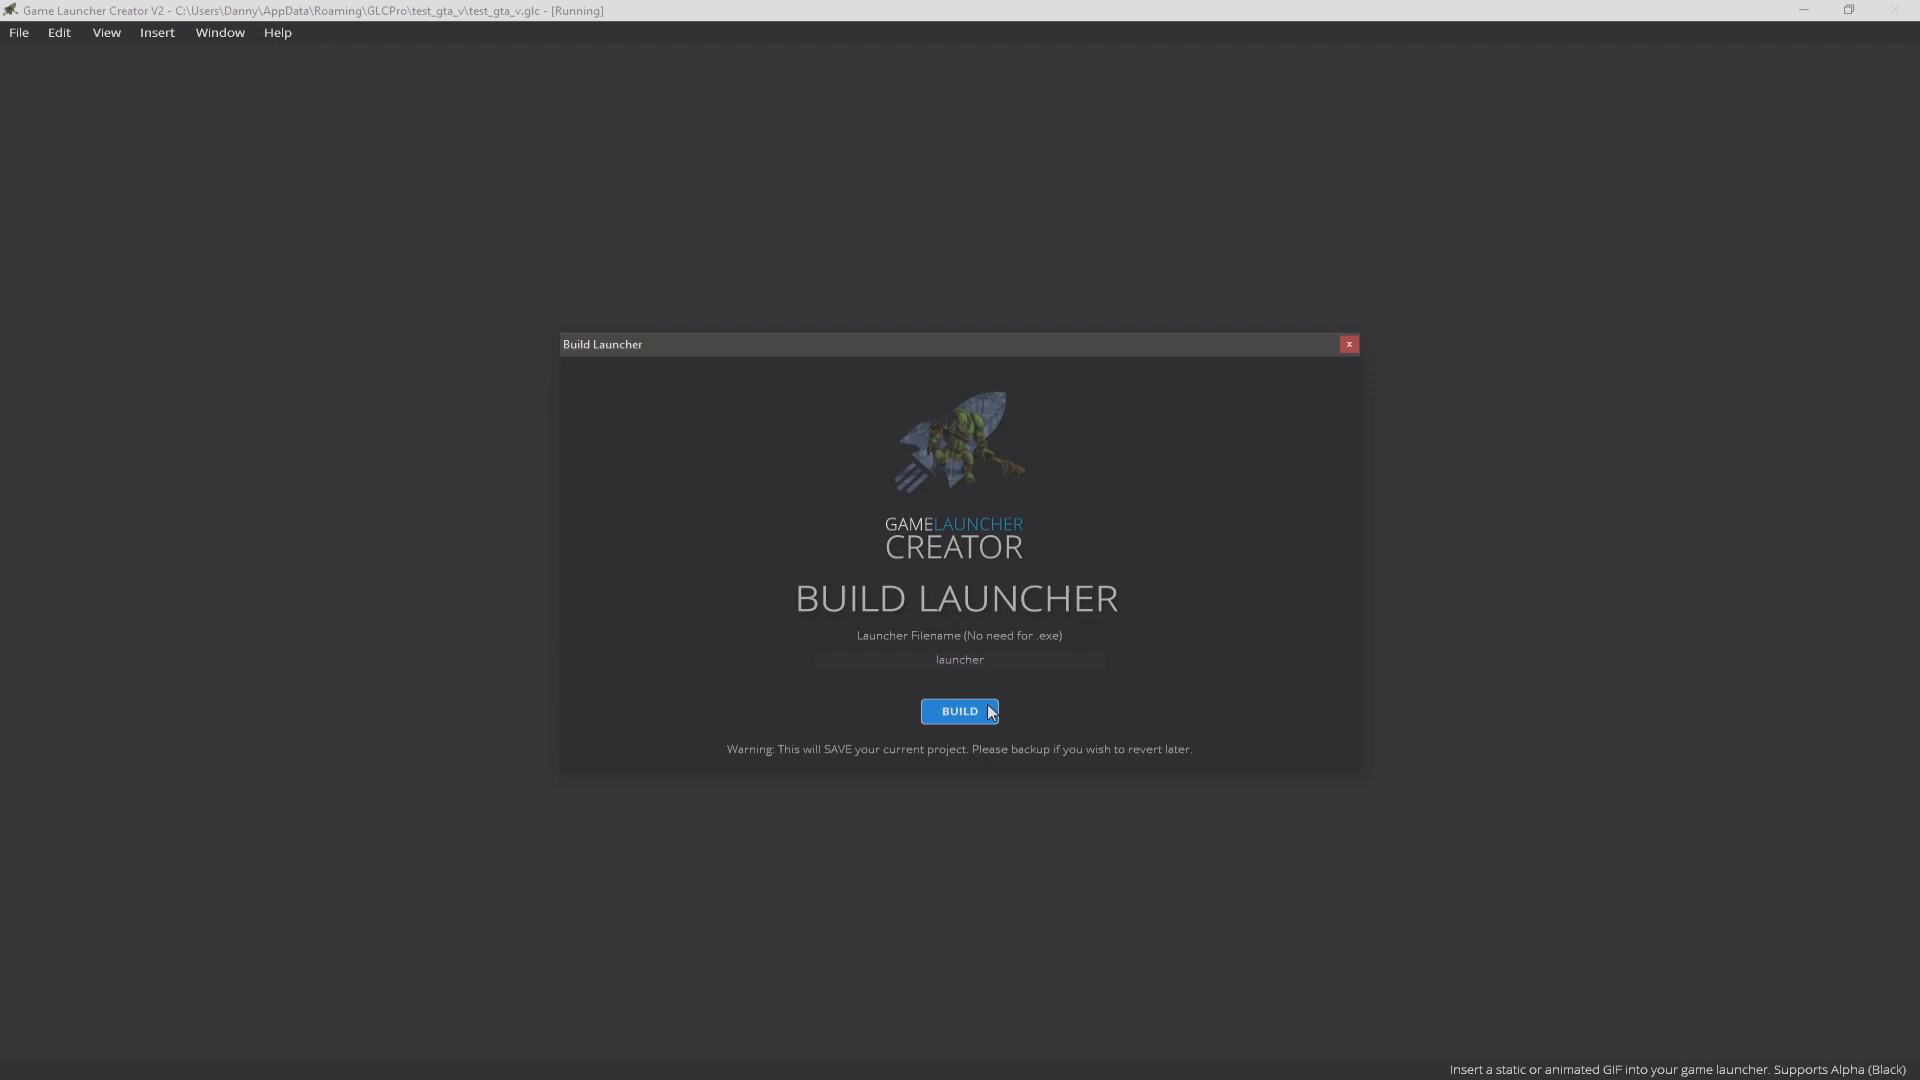 Game Launcher Creator V2 - C:\Users\Danny\AppData\Roaming\GLCPro\test_gta_v\test_gta_v.glc - [Running]
File Edit View Insert Window Help
Build Launcher
x
GAMELAUNCHER
CREATOR
BUILD LAUNCHER
Launcher Filename (No need for .exe)
launcher
BUILD
Warning: This will SAVE your current project. Please backup if you wish to revert later.
Insert a static or animated GIF into your game launcher. Supports Alpha (Black)